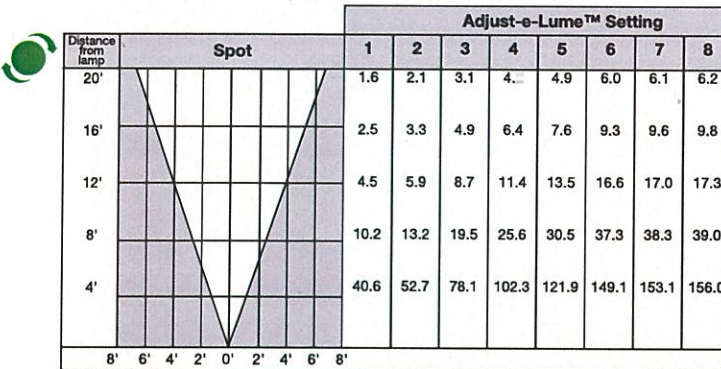 Adjust-e-Lume™ Setting
Distance from lamp Spot 1 2 3 4 5 6 7 8
20' 1.6 2.1 3.1 4.9 6.0 6.1 6.2
16' 2.5 3.3 4.9 6.4 7.6 9.3 9.6 9.8
12' 4.5 5.9 8.7 11.4 13.5 16.6 17.0 17.3
8' 10.2 13.2 19.5 25.6 30.5 37.3 38.3 39.0
4' 40.6 52.7 78.1 102.3 121.9 149.1 153.1 156.0
8' 6' 4' 2' 0' 2' 4' 6' 8'